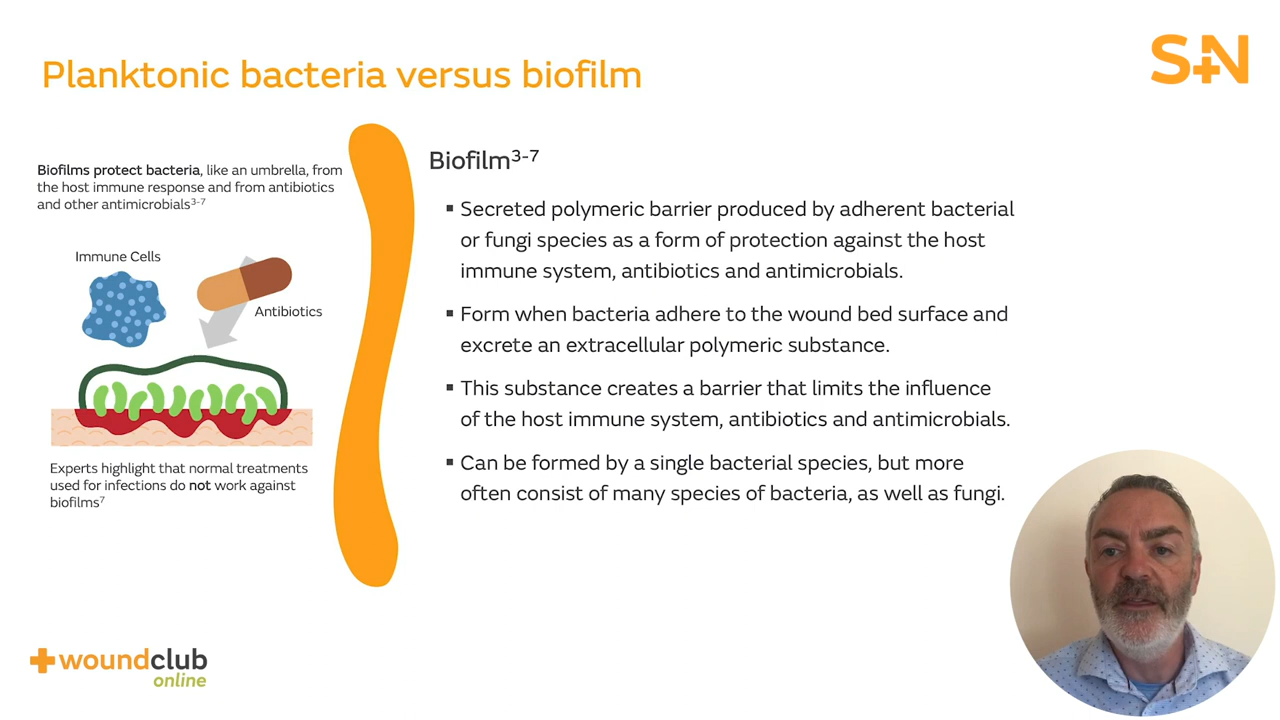 Planktonic bacteria versus biofilm
S+N
Biofilms protect bacteria, like an umbrella, from
the host immune response and from antibiotics
and other antimicrobials3-7
Immune Cells
Antibiotics
Experts highlight that normal treatments
used for infections do not work against
biofilms7
Biofilm3-7
▪ Secreted polymeric barrier produced by adherent bacterial
or fungi species as a form of protection against the host
immune system, antibiotics and antimicrobials.
▪ Form when bacteria adhere to the wound bed surface and
excrete an extracellular polymeric substance.
▪ This substance creates a barrier that limits the influence
of the host immune system, antibiotics and antimicrobials.
▪ Can be formed by a single bacterial species, but more
often consist of many species of bacteria, as well as fungi.
woundclub
online